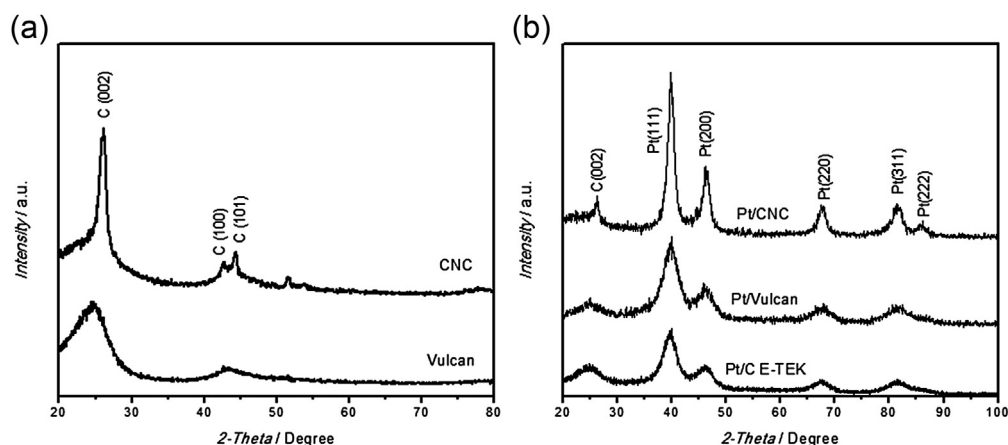 (a)
Intensity / a.u.
C (002)
C (100)
C (101)
CNC
Vulcan
20 30 40 50 60 70 80
2-Theta / Degree
(b)
Intensity / a.u.
C(002)
Pt(111)
Pt(200)
Pt(220)
Pt(311)
Pt(222)
Pt/CNC
Pt/Vulcan
Pt/C E-TEK
20 30 40 50 60 70 80 90 100
2-Theta / Degree